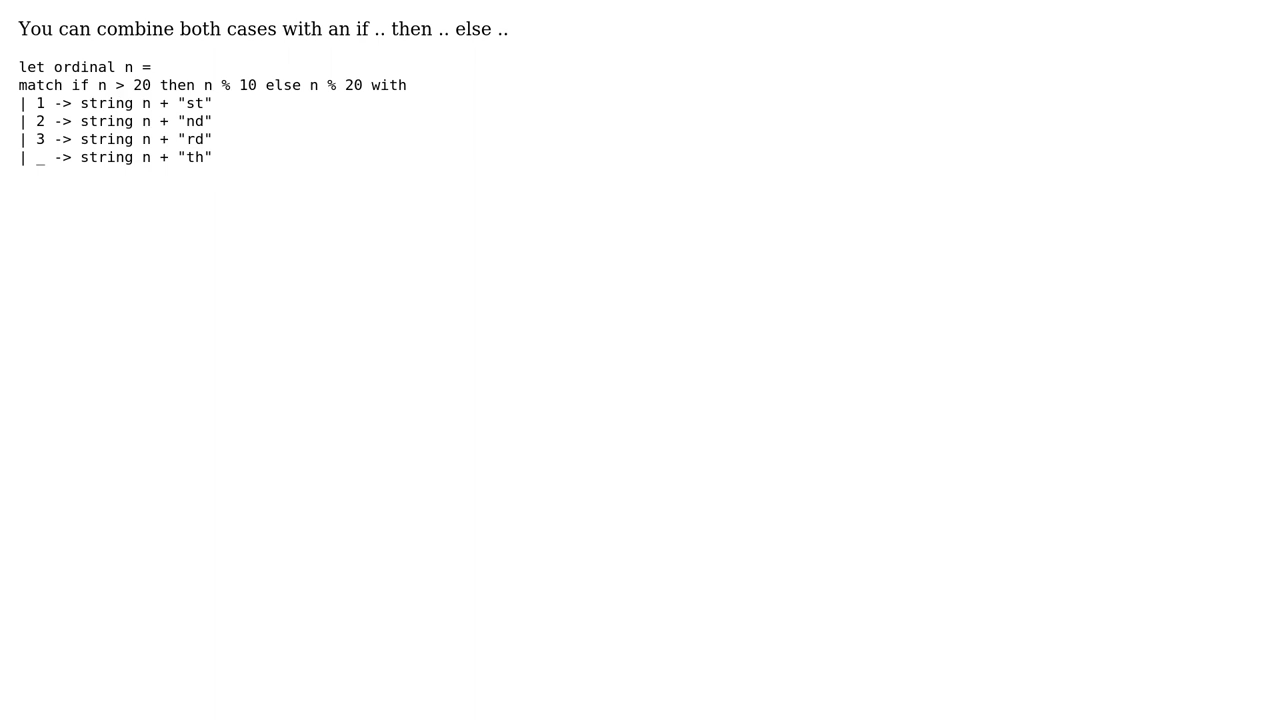 You can combine both cases with an if .. then .. else ..
let ordinal n =
match if n > 20 then n % 10 else n % 20 with
| 1 -> string n + "st"
| 2 -> string n + "nd"
| 3 -> string n + "rd"
| _ -> string n + "th"